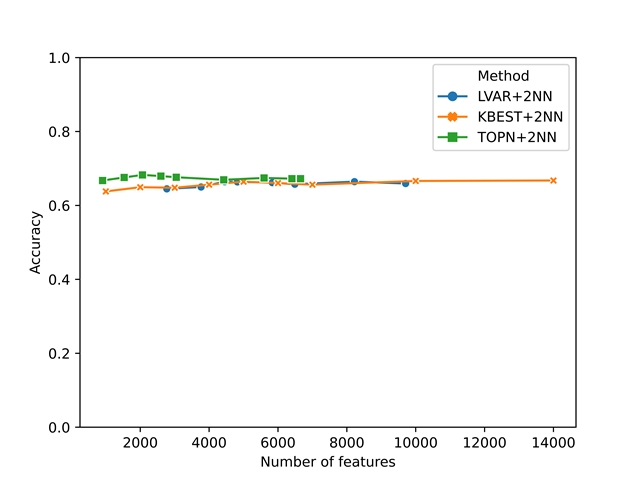 1.0
0.8
0.6
0.4
0.2
0.0
Accuracy
2000 4000 6000 8000 10000 12000 14000
Number of features
Method
LVAR+2NN
KBEST+2NN
TOPN+2NN